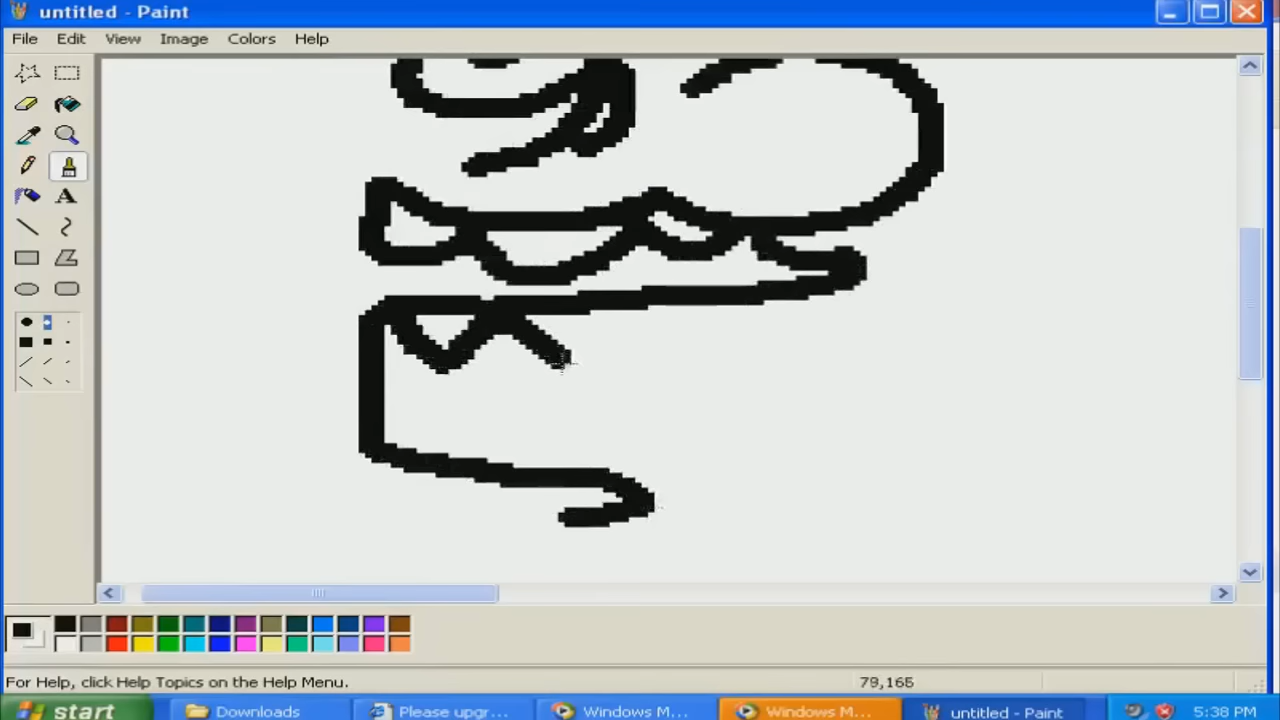 untitled - Paint
File Edit View Image Colors Help
A
For Help, click Help Topics on the Help Menu.
79,165
start Downloads Please upgr... Windows M... Windows M... untitled - Paint 5:38 PM